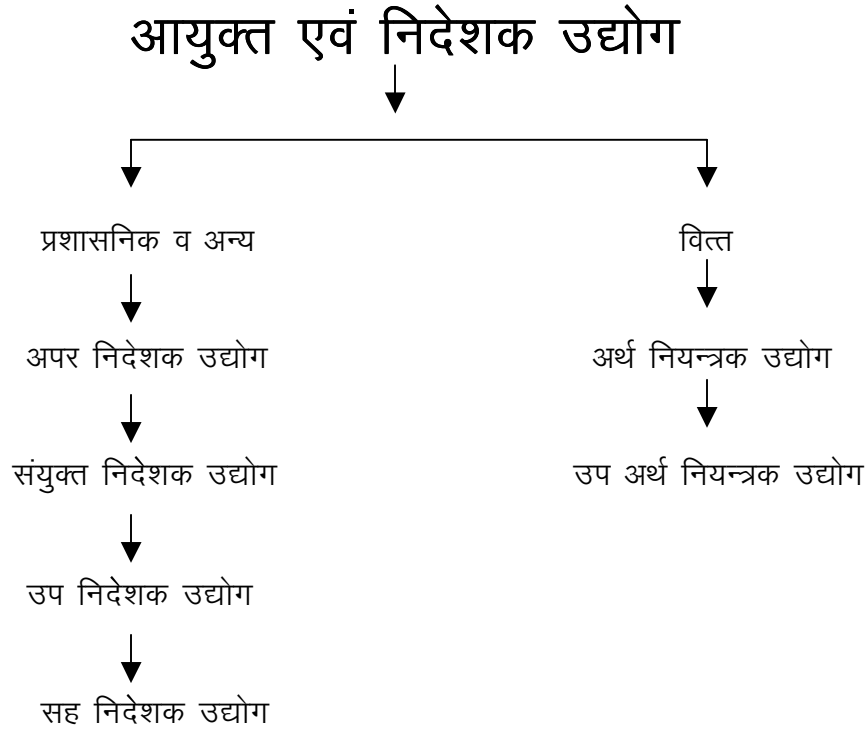 आयुक्त एवं निदेशक उद्योग
प्रशासनिक व अन्य
वित्त
अपर निदेशक उद्योग
अर्थ नियन्त्रक उद्योग
संयुक्त निदेशक उद्योग
उप अर्थ नियन्त्रक उद्योग
उप निदेशक उद्योग
सह निदेशक उद्योग